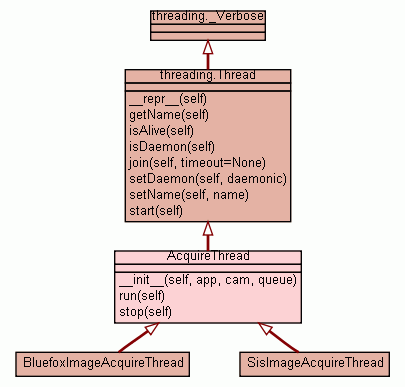 threading._Verbose
threading.Thread
__repr__(self)
getName(self)
isAlive(self)
isDaemon(self)
join(self, timeout=None)
setDaemon(self, daemonic)
setName(self, name)
start(self)
AcquireThread
__init__(self, app, cam, queue)
run(self)
stop(self)
BluefoxImageAcquireThread
SisImageAcquireThread